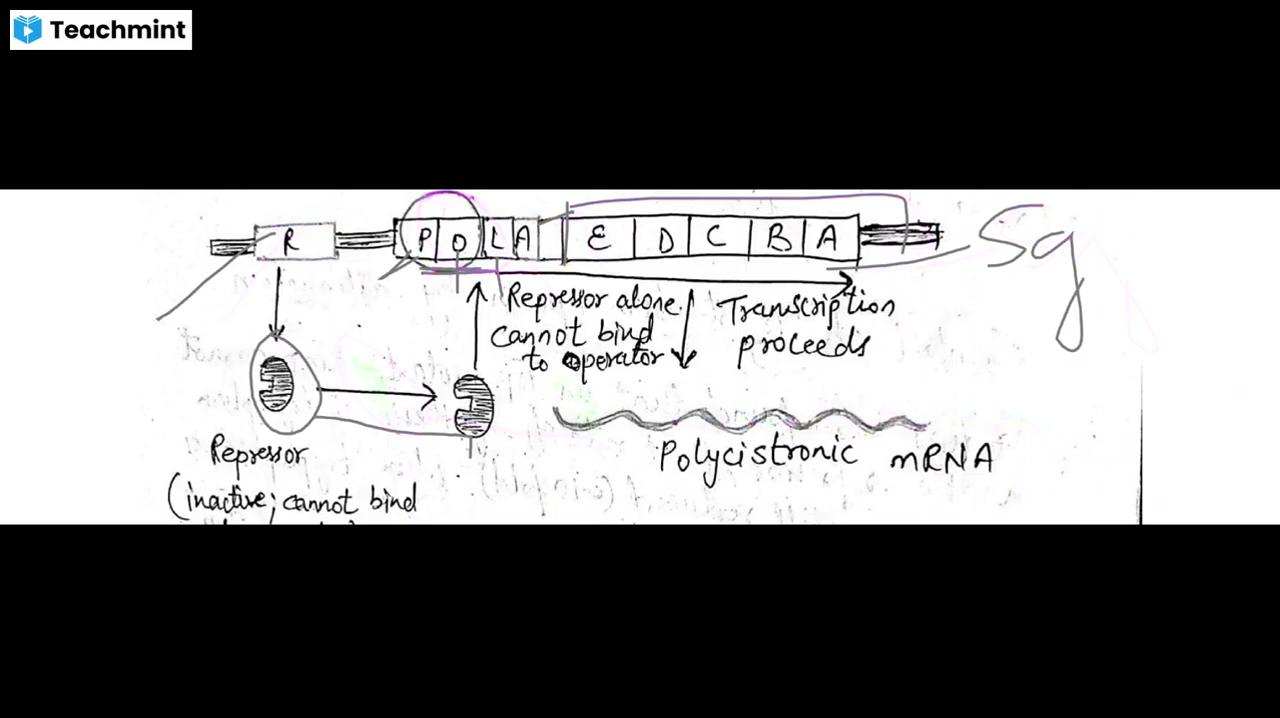 Teachmint
R
P O L A E D C B A
Sg
Repressor alone
cannot bind
to operator
Transcription
proceeds
Repressor
(inactive; cannot bind
Polycistronic mRNA